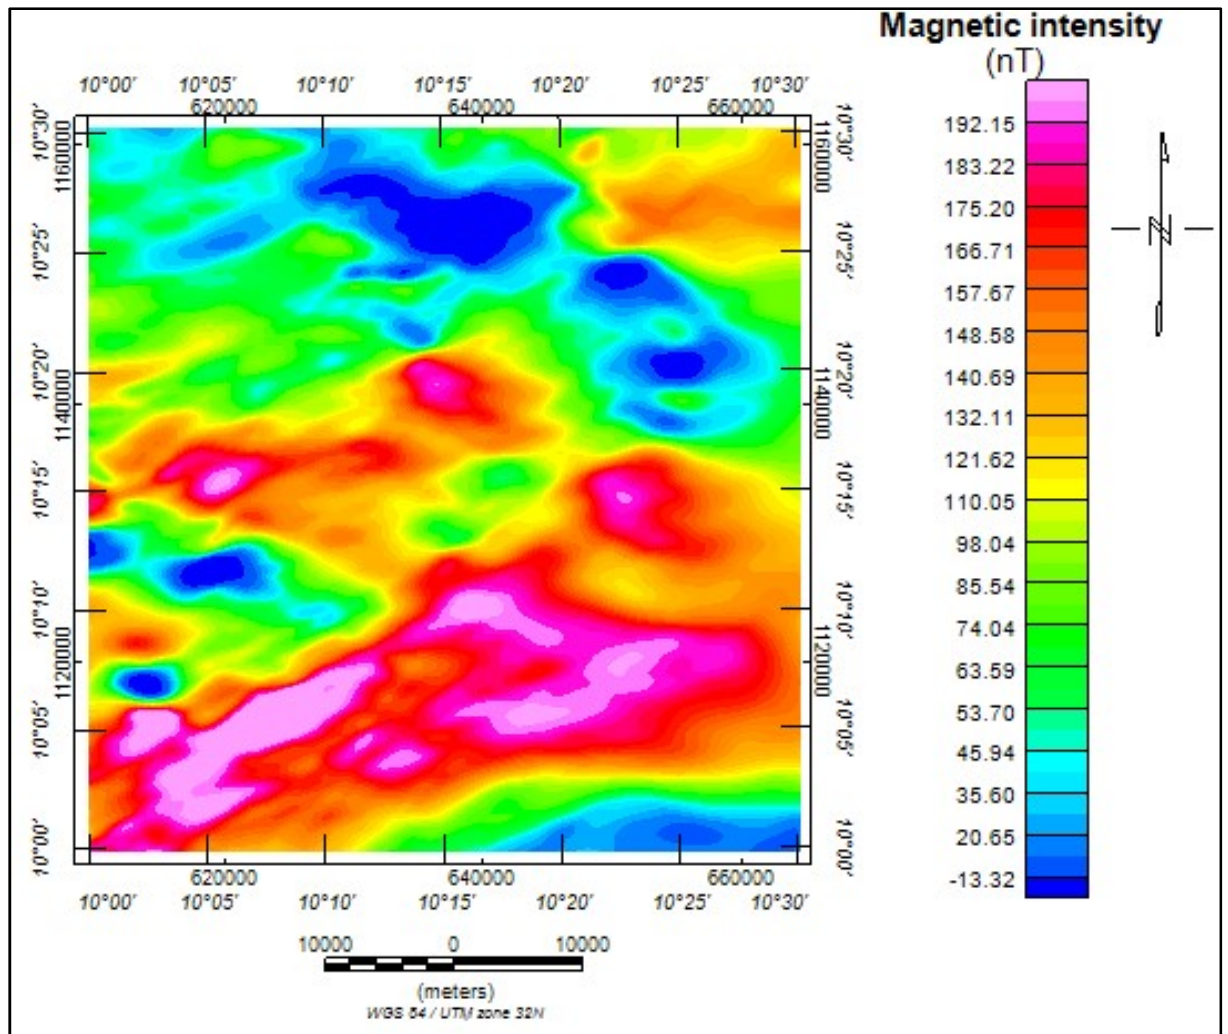 Magnetic intensity
(nT)
10°00' 10°05' 10°10' 10°15' 10°20' 10°25' 10°30'
620000 640000 660000
10°30' 1160000 1160000 10°30'
10°25' 10°25'
10°20' 10°20'
1140000 1140000
10°15' 10°15'
10°10' 10°10'
1120000 1120000
10°05' 10°05'
10°00' 10°00'
620000 640000 660000
10°00' 10°05' 10°10' 10°15' 10°20' 10°25' 10°30'
192.15
183.22
175.20
166.71
157.67
148.58
140.69
132.11
121.62
110.05
98.04
85.54
74.04
63.59
53.70
45.94
35.60
20.65
-13.32
N
10000 0 10000
(meters)
WGS 84 / UTM zone 32N